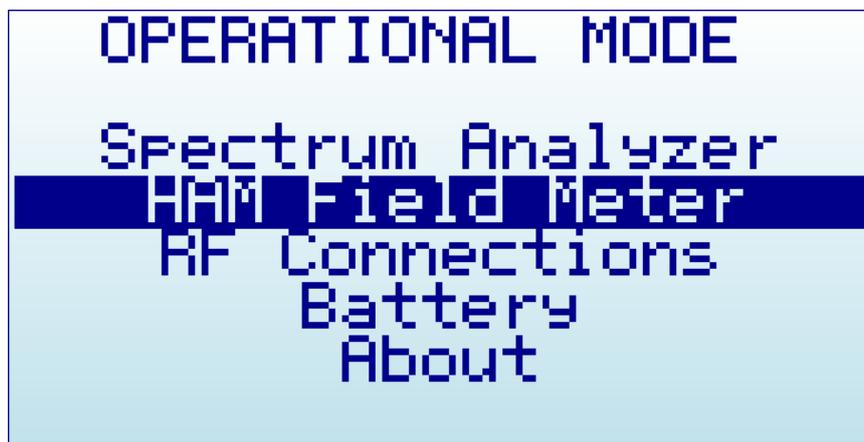 OPERATIONAL MODE
Spectrum Analyzer
HAM Field Meter
RF Connections
Battery
About